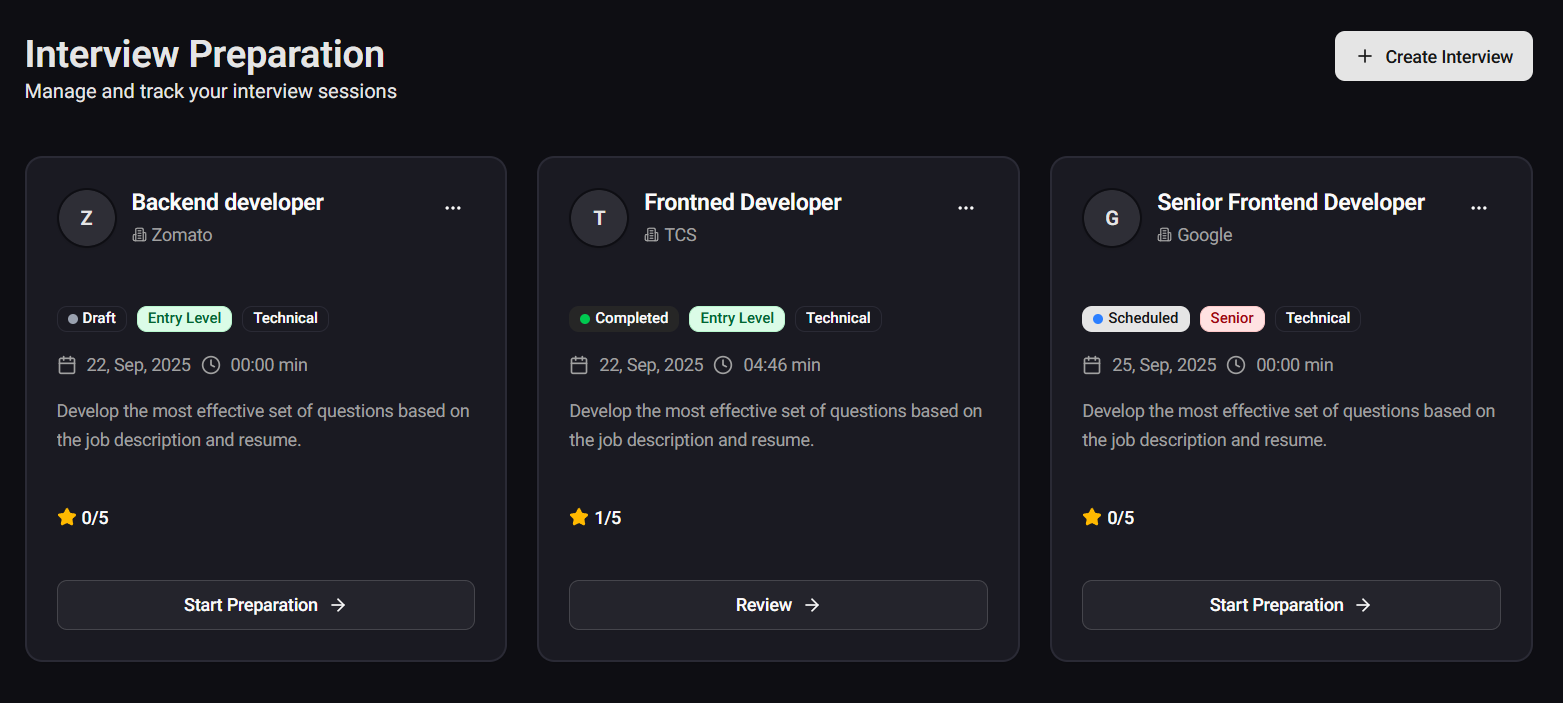 Interview Preparation
Manage and track your interview sessions
+ Create Interview
Z
Backend developer
...
Zomato
Draft Entry Level Technical
22, Sep, 2025 00:00 min
Develop the most effective set of questions based on
the job description and resume.
0/5
Start Preparation →
T
Frontned Developer
...
TCS
Completed Entry Level Technical
22, Sep, 2025 04:46 min
Develop the most effective set of questions based on
the job description and resume.
1/5
Review →
G
Senior Frontend Developer
...
Google
Scheduled Senior Technical
25, Sep, 2025 00:00 min
Develop the most effective set of questions based on
the job description and resume.
0/5
Start Preparation →